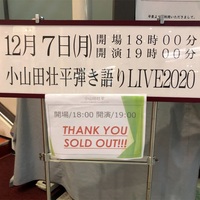 12月7日(月) 開場18時00分
開演19時00分
小山田壮平弾き語りLIVE2020
開場/18:00 開演/19:00
THANK YOU
SOLD OUT!!!